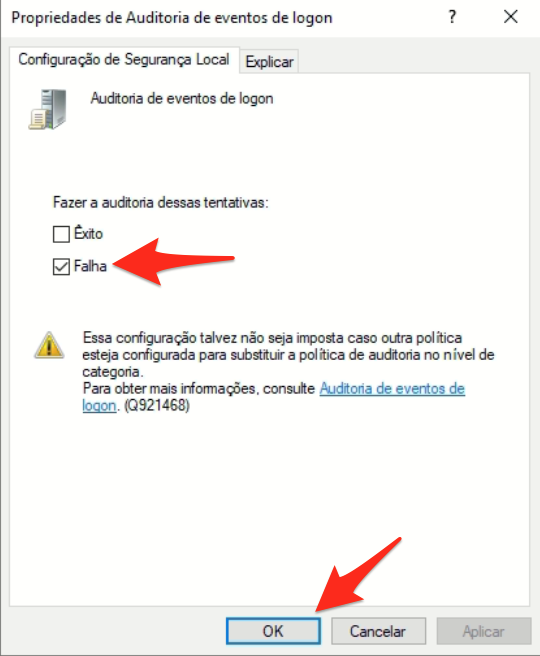 Propriedades de Auditoria de eventos de logon ? X
Configuração de Segurança Local Explicar
Auditoria de eventos de logon
Fazer a auditoria dessas tentativas:
Êxito
Falha
Essa configuração talvez não seja imposta caso outra política
esteja configurada para substituir a política de auditoria no nível de
categoria.
Para obter mais informações, consulte Auditoria de eventos de
logon. (Q921468)
OK Cancelar Aplicar